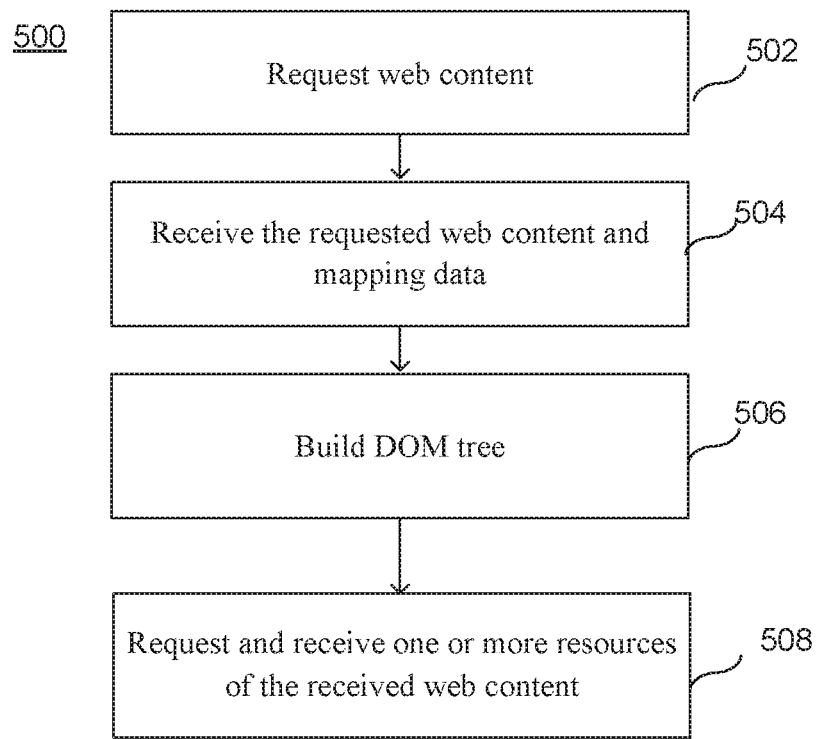 500
Request web content
502
Receive the requested web content and
mapping data
504
Build DOM tree
506
Request and receive one or more resources
of the received web content
508